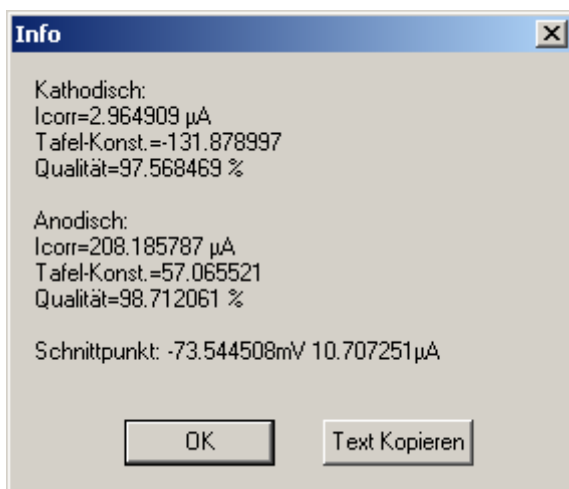 Info
Kathodisch:
Icorr=2.964909 µA
Tafel-Konst.=-131.878997
Qualität=97.568469 %
Anodisch:
Icorr=208.185787 µA
Tafel-Konst.=57.065521
Qualität=98.712061 %
Schnittpunkt: -73.544508mV 10.707251µA
OK
Text Kopieren